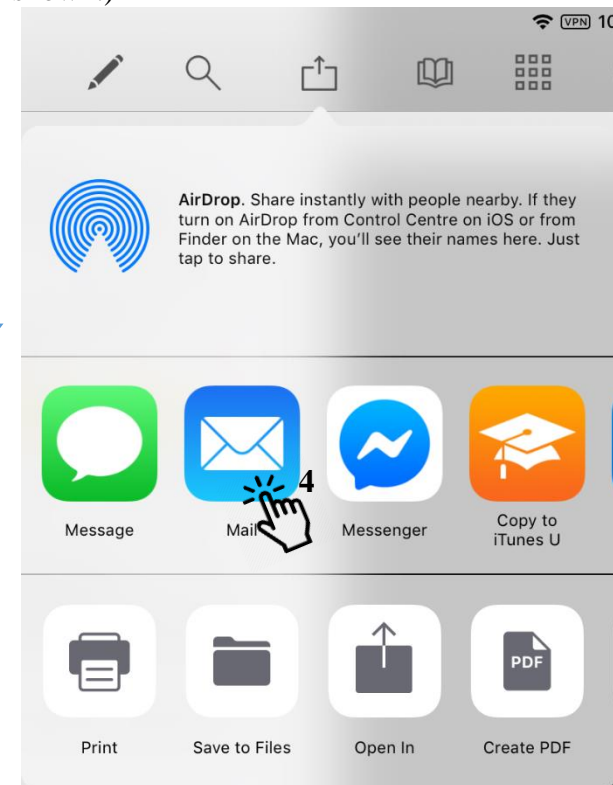 VPN 10
AirDrop. Share instantly with people nearby. If they
turn on AirDrop from Control Centre on iOS or from
Finder on the Mac, you'll see their names here. Just
tap to share.
4
Message
Mail
Messenger
Copy to
iTunes U
PDF
Print
Save to Files
Open In
Create PDF